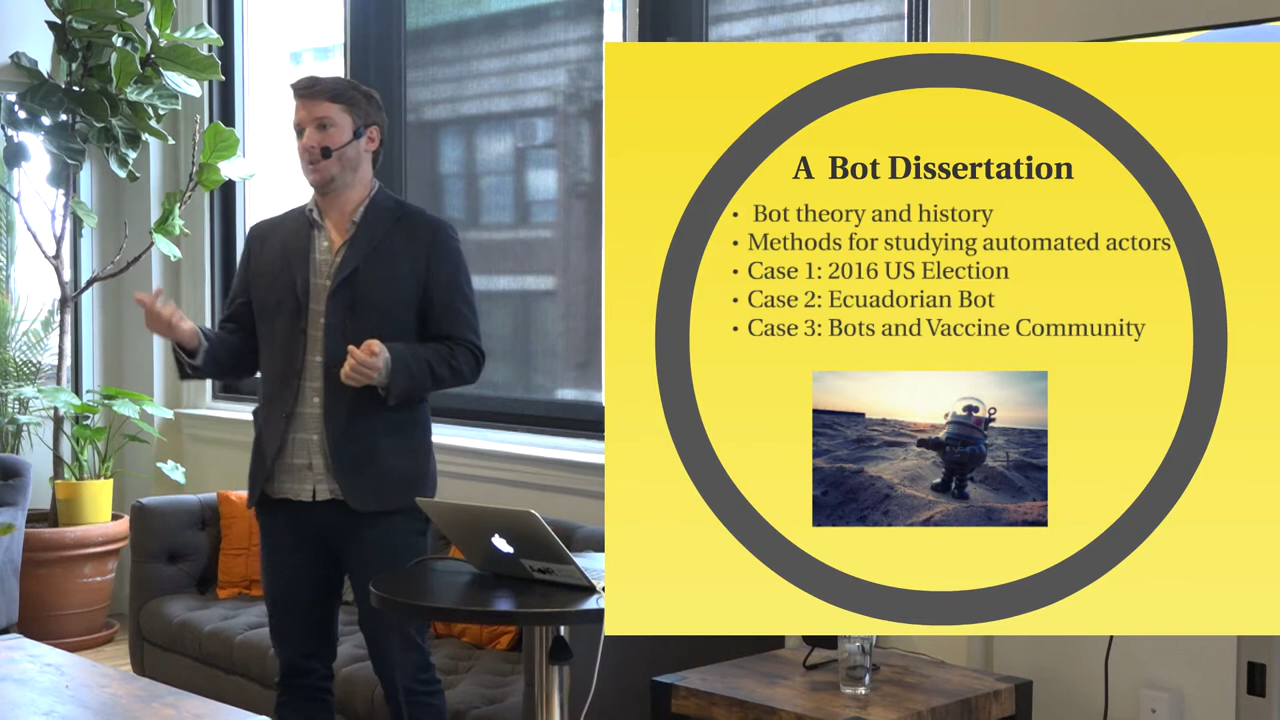 A Bot Dissertation
• Bot theory and history
• Methods for studying automated actors
• Case 1: 2016 US Election
• Case 2: Ecuadorian Bot
• Case 3: Bots and Vaccine Community